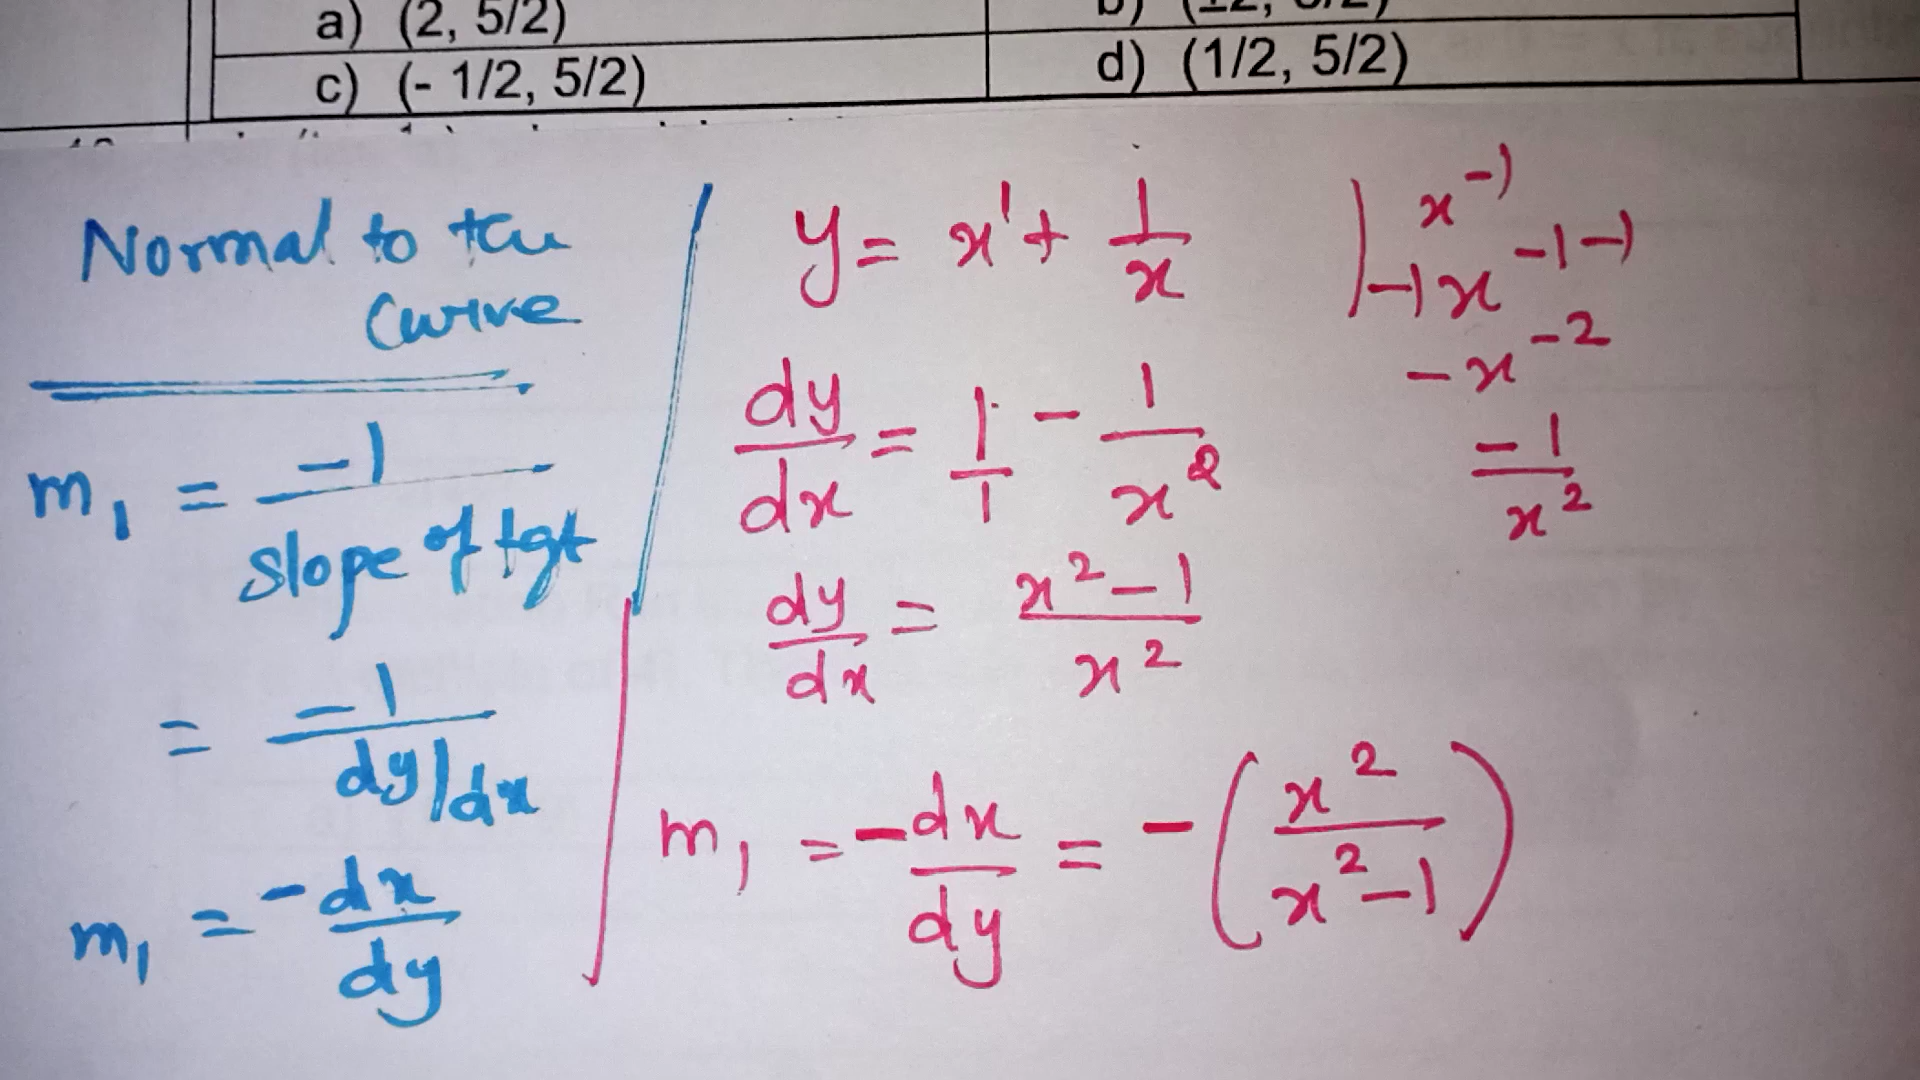 a) (2, 5/2)
c) (- 1/2, 5/2)
d) (1/2, 5/2)
Normal to the
Curve
m₁ = -1/slope of tgt
= -1/dy/dx
m₁ = -dx/dy
y = x¹ + 1/x
dy/dx = 1/1 - 1/x²
dy/dx = x²-1/x²
m₁ = -dx/dy = -(x²/x²-1)
x⁻¹
-1x⁻¹⁻¹
-x⁻²
-1/x²